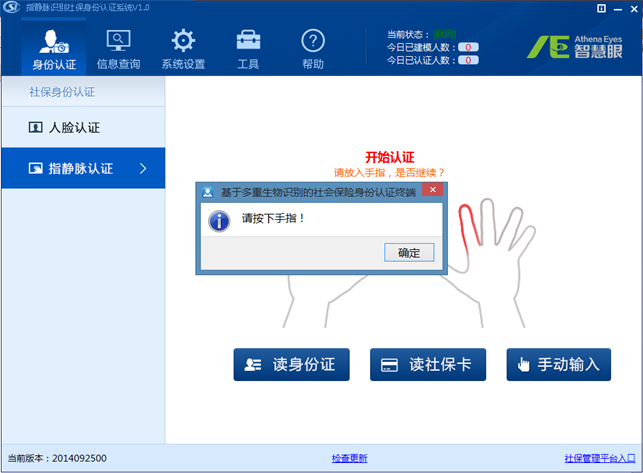 指静脉识别社保身份认证系统V1.0
身份认证
信息查询
系统设置
工具
帮助
当前状态： [联网]
今日已建模人数： 0
今日已认证人数： 0
Athena Eyes
智慧眼
社保身份认证
人脸认证
指静脉认证
开始认证
请放入手指，是否继续？
基于多重生物识别的社会保险身份认证终端
请按下手指！
确定
读身份证
读社保卡
手动输入
当前版本：2014092500
检查更新
社保管理平台入口